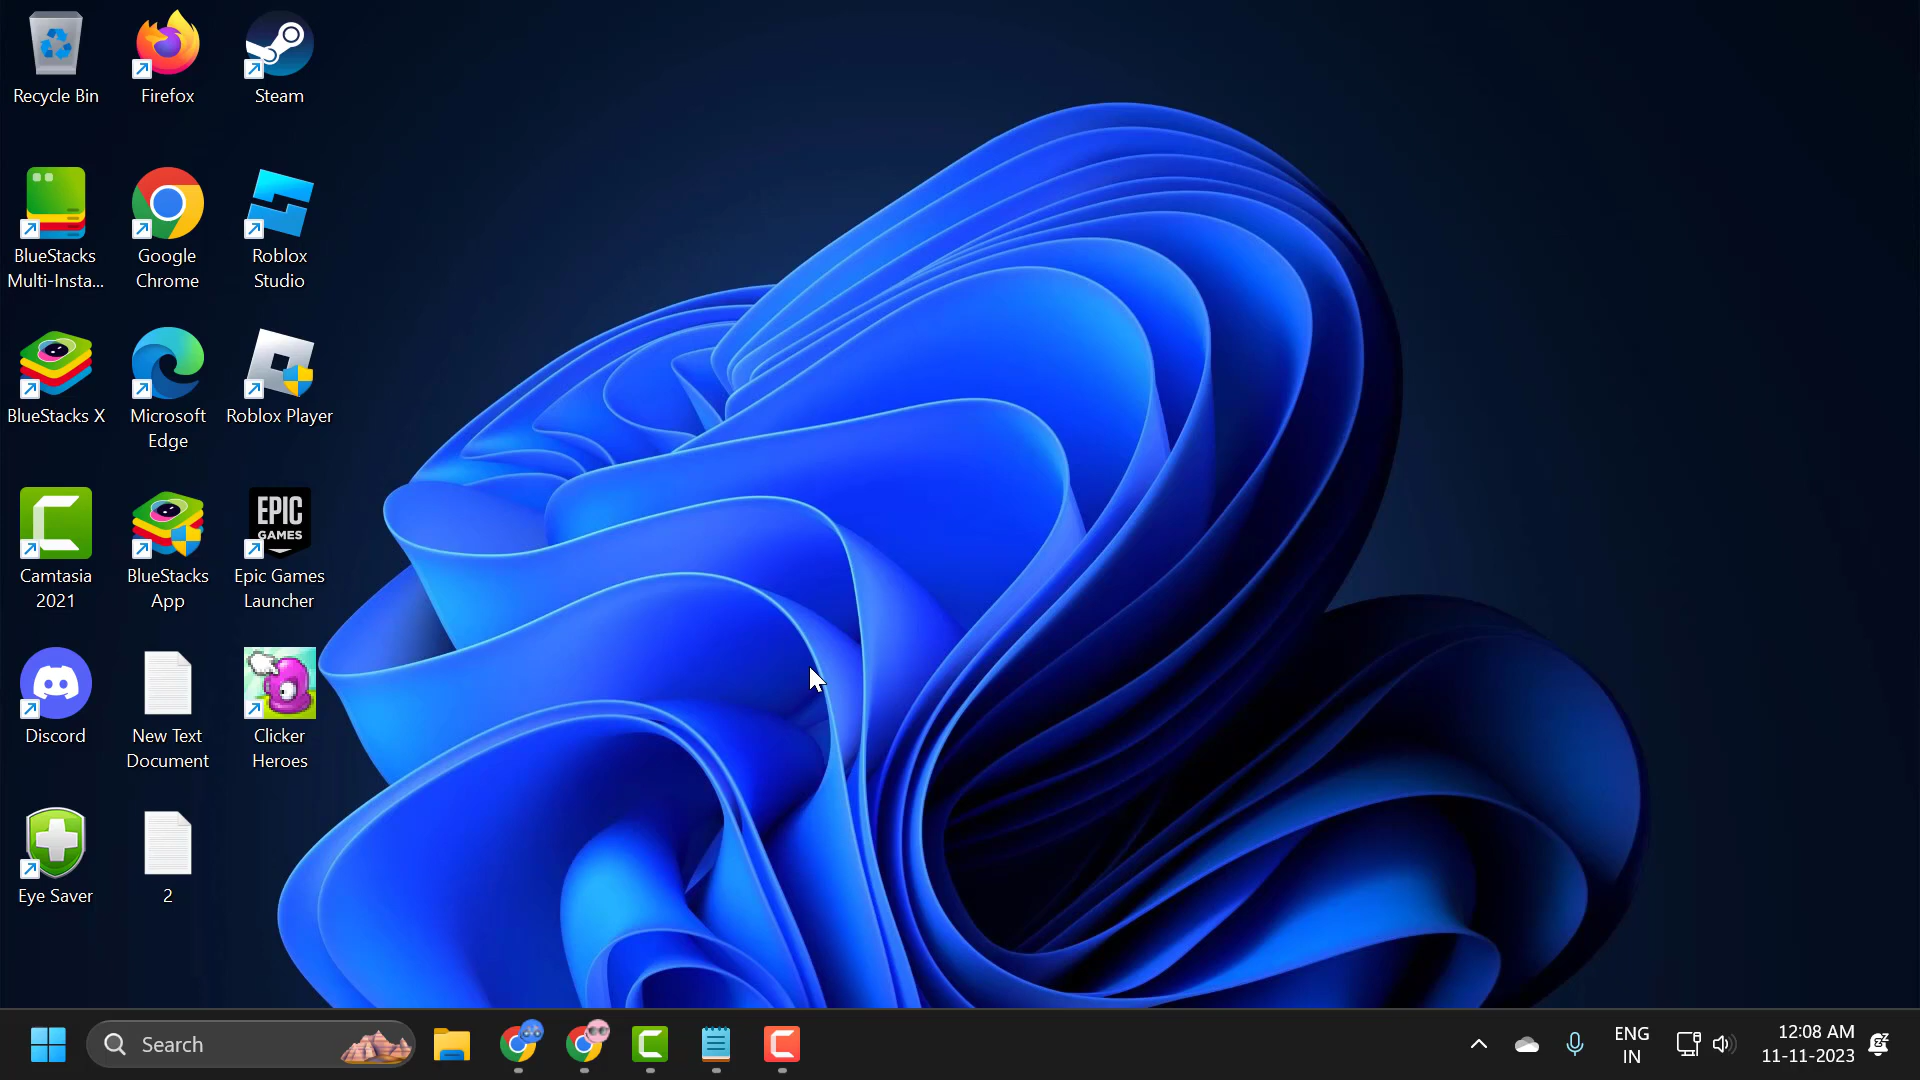 Recycle Bin
Firefox
Steam
BlueStacks
Multi-Insta...
Google
Chrome
Roblox
Studio
BlueStacks X
Microsoft
Edge
Roblox Player
EPIC
GAMES
Camtasia
2021
BlueStacks
App
Epic Games
Launcher
Discord
New Text
Document
Clicker
Heroes
Eye Saver
2
Search
ENG
IN
12:08 AM
11-11-2023